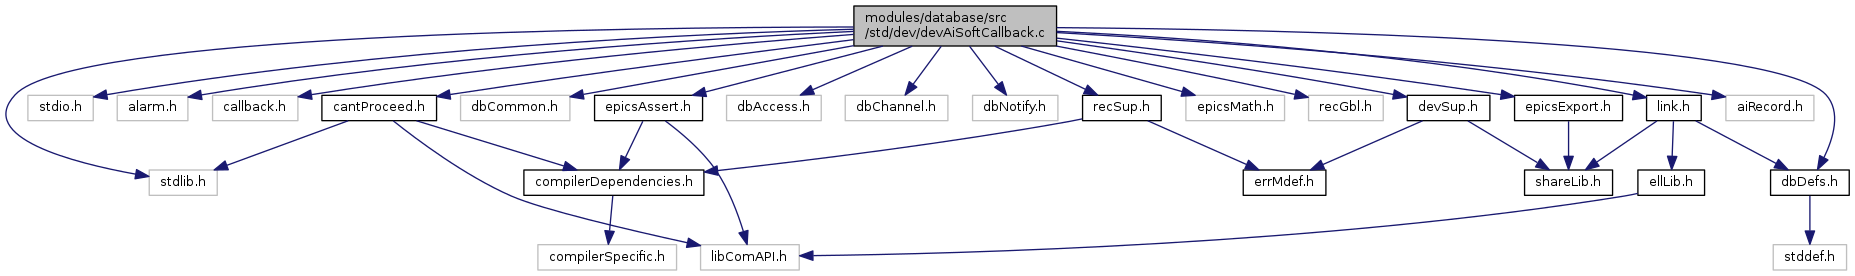 modules/database/src
/std/dev/devAiSoftCallback.c
stdio.h
alarm.h
callback.h
cantProceed.h
dbCommon.h
epicsAssert.h
dbAccess.h
dbChannel.h
dbNotify.h
recSup.h
epicsMath.h
recGbl.h
devSup.h
epicsExport.h
link.h
aiRecord.h
stdlib.h
compilerDependencies.h
errMdef.h
shareLib.h
ellLib.h
dbDefs.h
compilerSpecific.h
libComAPI.h
stddef.h